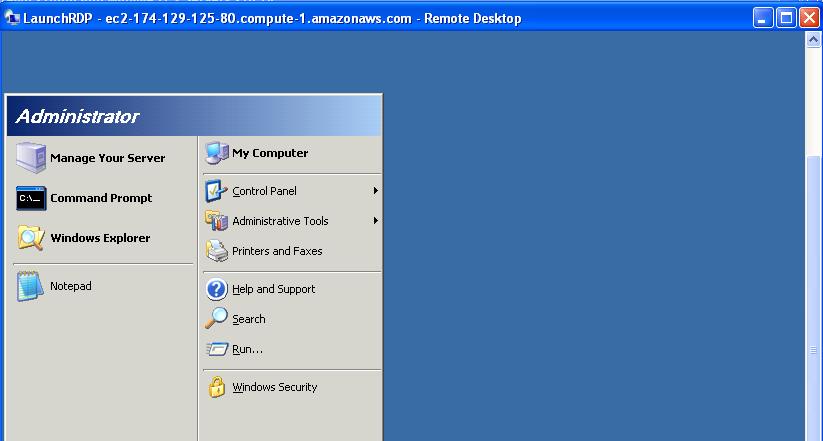 LaunchRDP - ec2-174-129-125-80.compute-1.amazonaws.com - Remote Desktop
Administrator
Manage Your Server
C:\_
Command Prompt
Windows Explorer
Notepad
My Computer
Control Panel
Administrative Tools
Printers and Faxes
Help and Support
Search
Run...
Windows Security